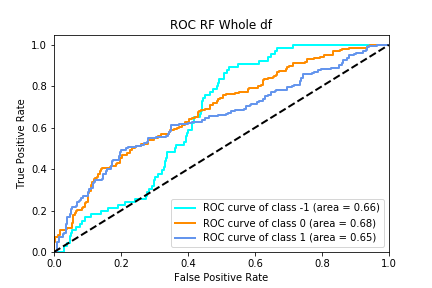 ROC RF Whole df
1.0
0.8
0.6
0.4
0.2
0.0
True Positive Rate
ROC curve of class -1 (area = 0.66)
ROC curve of class 0 (area = 0.68)
ROC curve of class 1 (area = 0.65)
0.0 0.2 0.4 0.6 0.8 1.0
False Positive Rate